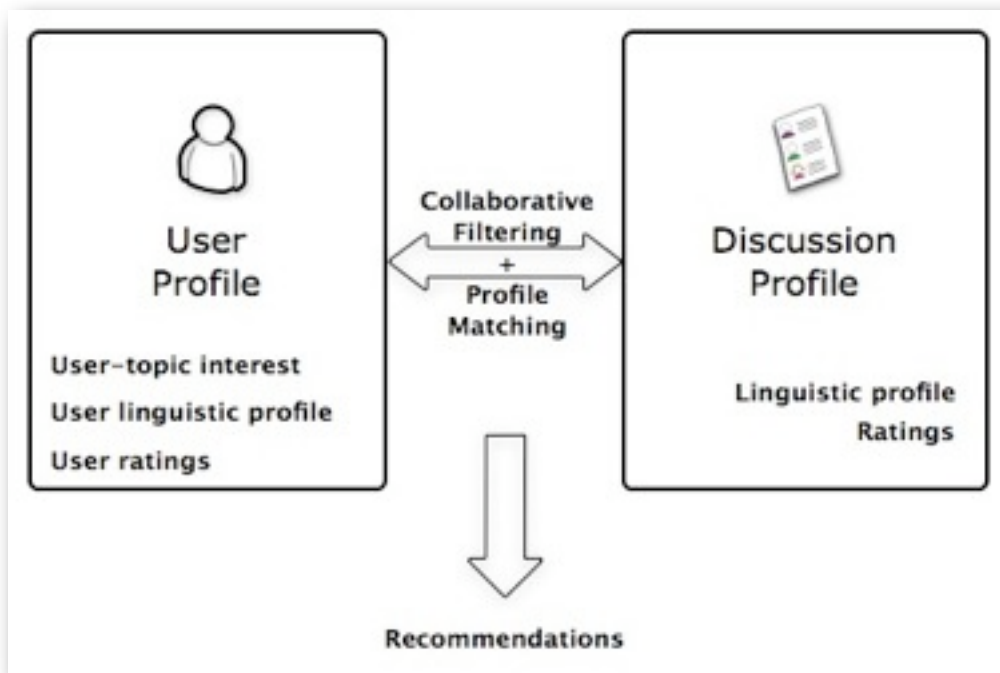 User
Profile
User-topic interest
User linguistic profile
User ratings
Collaborative
Filtering
+
Profile
Matching
Discussion
Profile
Linguistic profile
Ratings
Recommendations